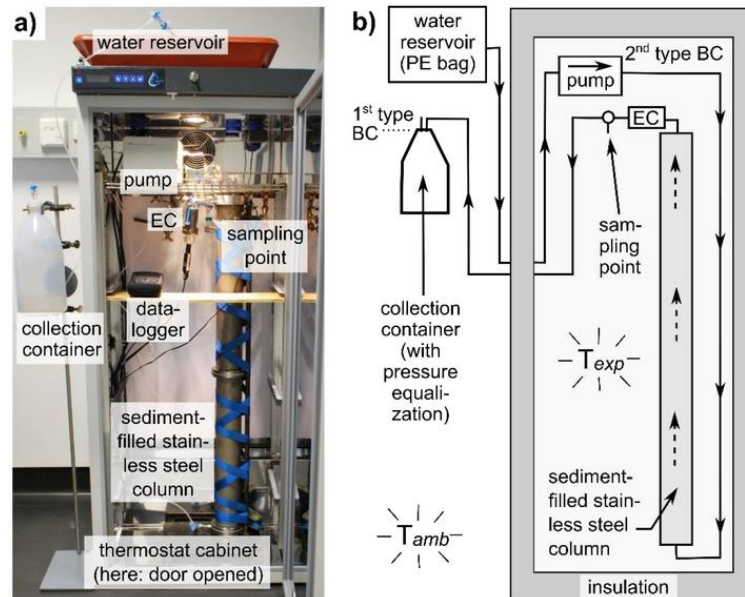 a)
water reservoir
pump
EC
sampling
point
data-
logger
collection
container
sediment-
filled stain-
less steel
column
thermostat cabinet
(here: door opened)
b)
water
reservoir
(PE bag)
2nd type BC
pump
1st type
BC
EC
sam-
pling
point
collection
container
(with
pressure
equali-
zation)
Texp
Tamb
sediment-
filled stain-
less steel
column
insulation